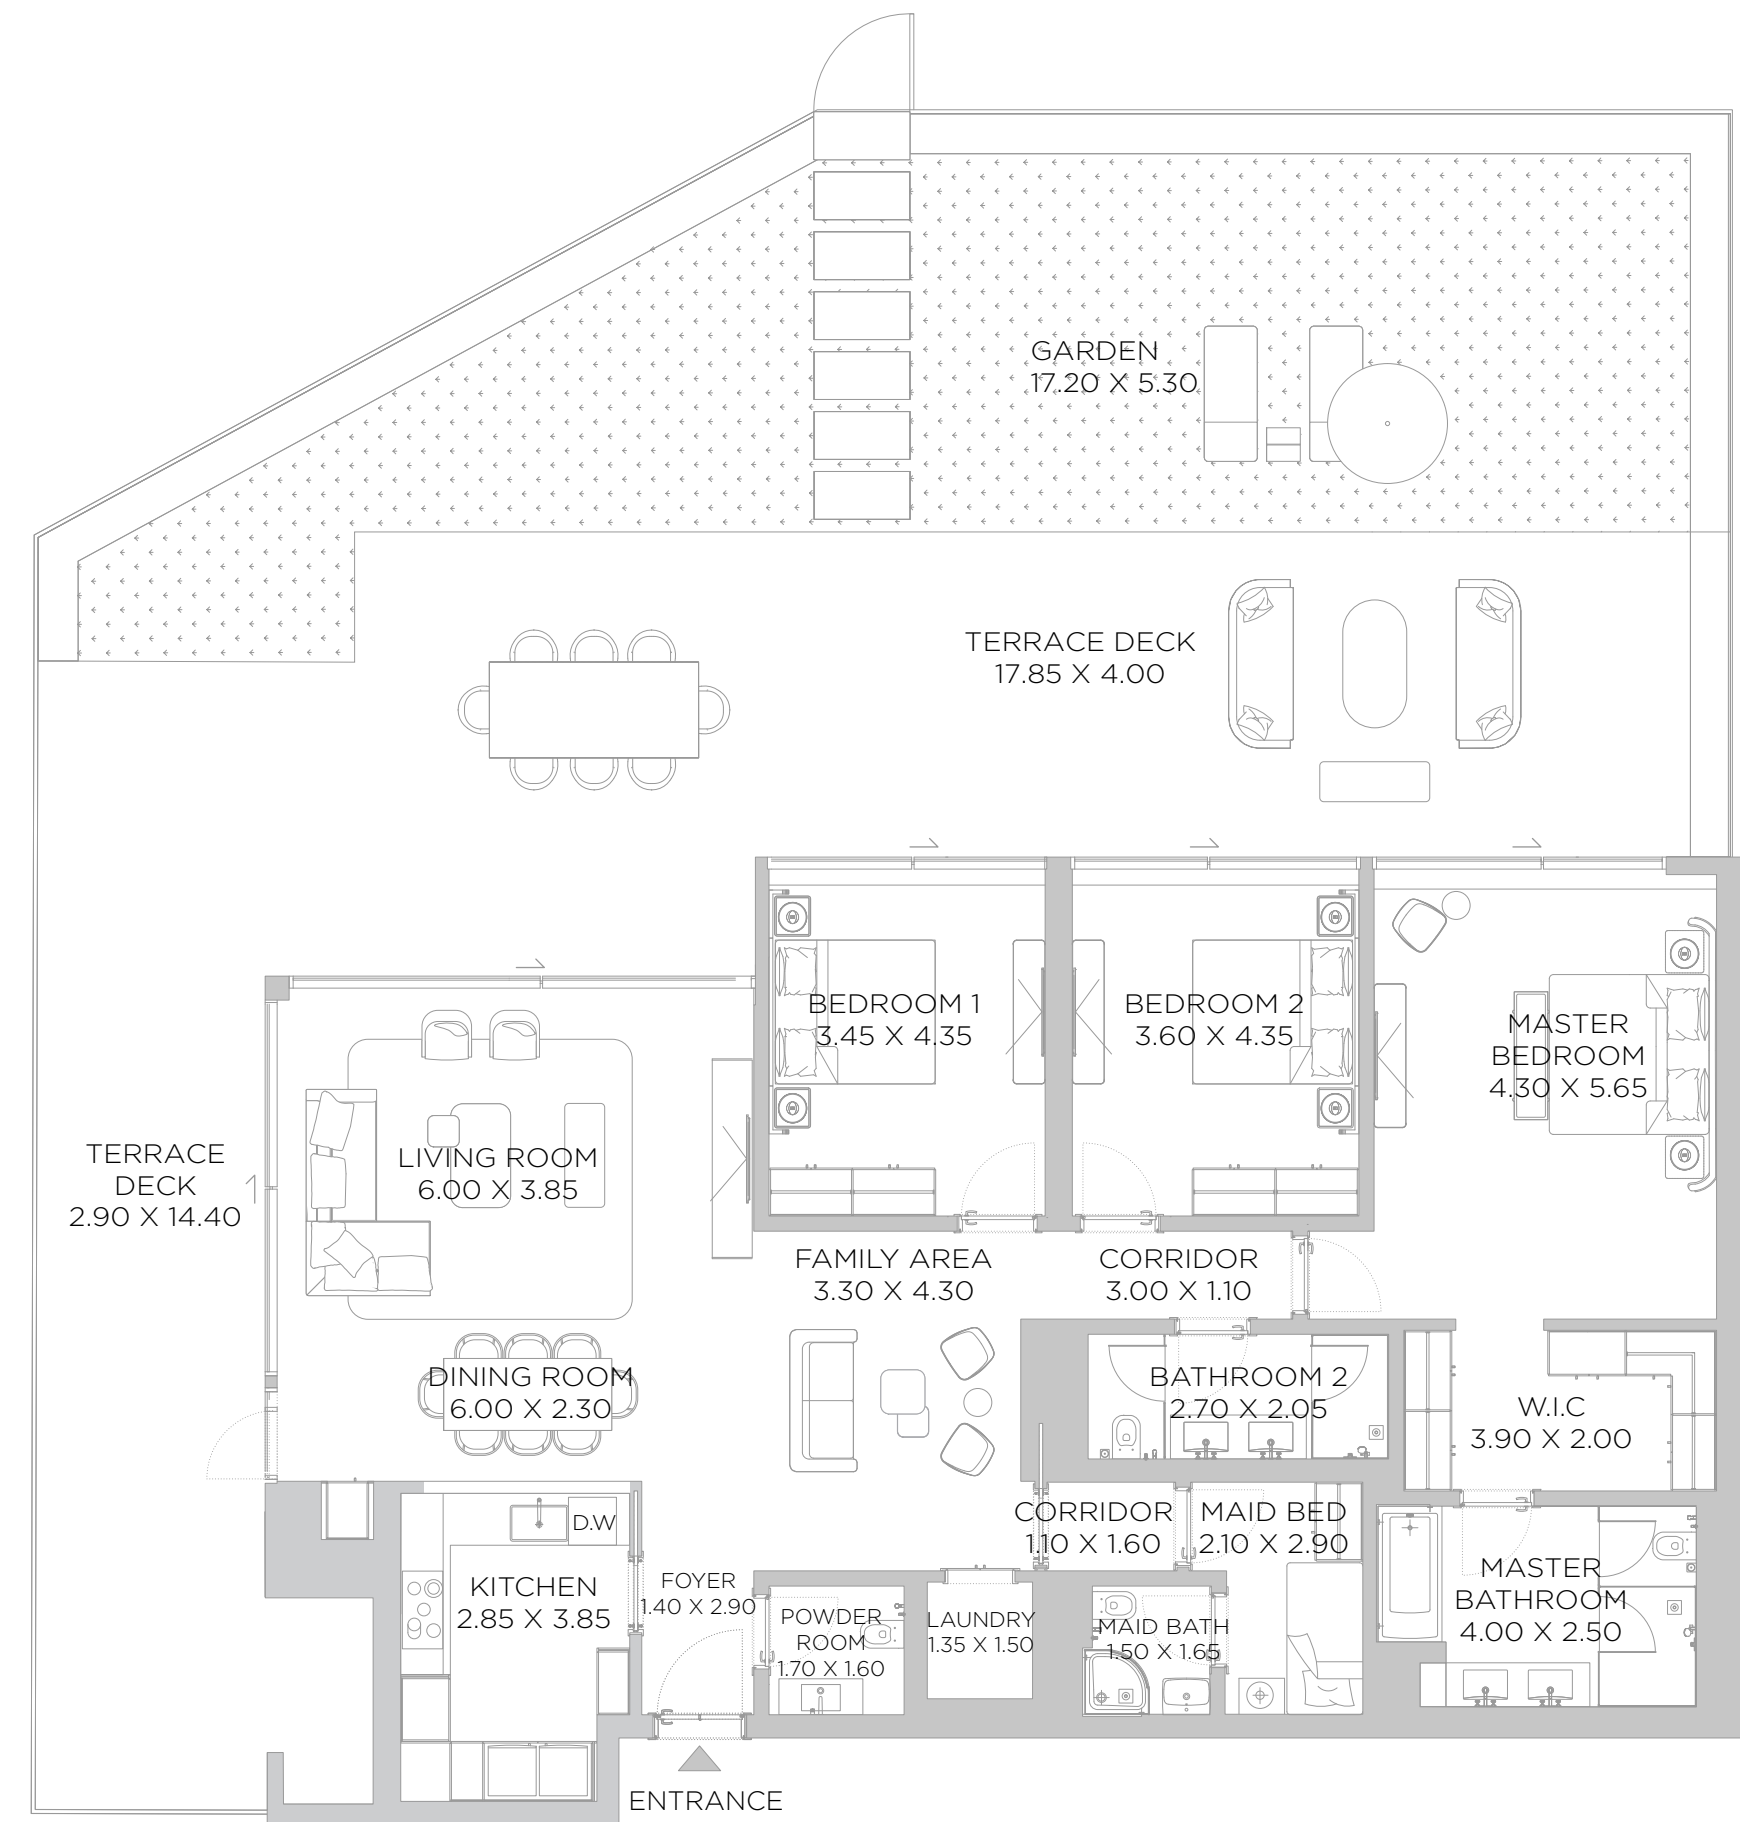 GARDEN
17.20 X 5.30
TERRACE DECK
17.85 X 4.00
BEDROOM 1
3.45 X 4.35
BEDROOM 2
3.60 X 4.35
MASTER
BEDROOM
4.30 X 5.65
TERRACE
DECK
2.90 X 14.40
LIVING ROOM
6.00 X 3.85
FAMILY AREA
3.30 X 4.30
CORRIDOR
3.00 X 1.10
DINING ROOM
6.00 X 2.30
BATHROOM 2
2.70 X 2.05
W.I.C
3.90 X 2.00
D.W
CORRIDOR
1.10 X 1.60
MAID BED
2.10 X 2.90
KITCHEN
2.85 X 3.85
FOYER
1.40 X 2.90
POWDER
ROOM
1.70 X 1.60
LAUNDRY
1.35 X 1.50
MAID BATH
1.50 X 1.65
MASTER
BATHROOM
4.00 X 2.50
ENTRANCE